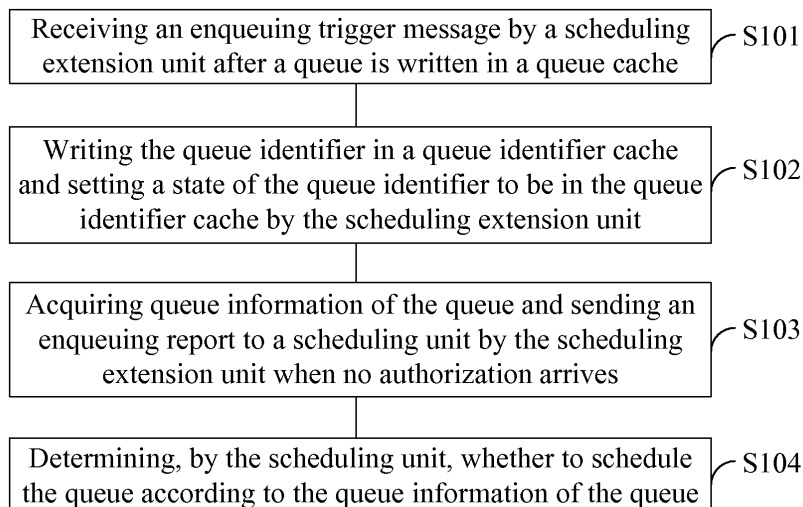 Receiving an enqueuing trigger message by a scheduling
extension unit after a queue is written in a queue cache
S101
Writing the queue identifier in a queue identifier cache
and setting a state of the queue identifier to be in the queue
identifier cache by the scheduling extension unit
S102
Acquiring queue information of the queue and sending an
enqueuing report to a scheduling unit by the scheduling
extension unit when no authorization arrives
S103
Determining, by the scheduling unit, whether to schedule
the queue according to the queue information of the queue
S104